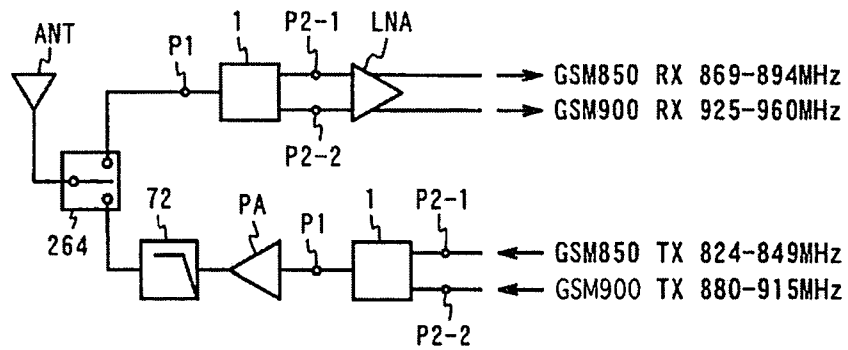 ANT
P1
1
P2-1
LNA
GSM850 RX 869-894MHz
GSM900 RX 925-960MHz
P2-2
264
72
PA
P1
1
P2-1
GSM850 TX 824-849MHz
GSM900 TX 880-915MHz
P2-2